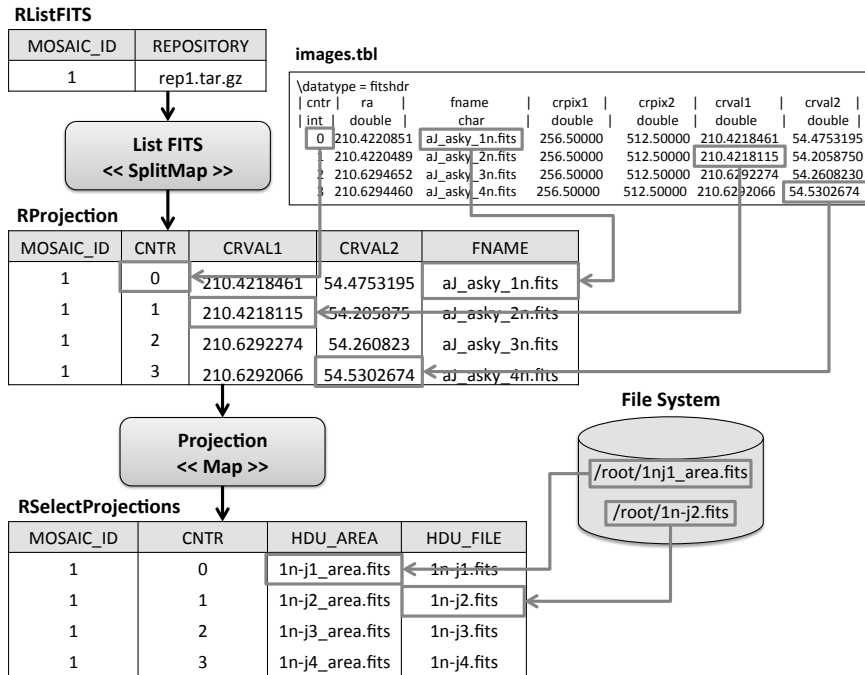 RListFITS
MOSAIC_ID REPOSITORY
1 rep1.tar.gz
List FITS
<< SplitMap >>
images.tbl
\datatype = fitshdr
| cntr | ra | fname | crpix1 | crpix2 | crval1 | crval2 |
| int | double | char | double | double | double | double |
0 210.4220851 aJ_asky_1n.fits 256.50000 512.50000 210.4218461 54.4753195
1 210.4220489 aJ_asky_2n.fits 256.50000 512.50000 210.4218115 54.2058750
2 210.6294652 aJ_asky_3n.fits 256.50000 512.50000 210.6292274 54.2608230
3 210.6294460 aJ_asky_4n.fits 256.50000 512.50000 210.6292066 54.5302674
RProjection
MOSAIC_ID CNTR CRVAL1 CRVAL2 FNAME
1 0 210.4218461 54.4753195 aJ_asky_1n.fits
1 1 210.4218115 54.205875 aJ_asky_2n.fits
1 2 210.6292274 54.260823 aJ_asky_3n.fits
1 3 210.6292066 54.5302674 aJ_asky_4n.fits
Projection
<< Map >>
File System
/root/1nj1_area.fits
/root/1n-j2.fits
RSelectProjections
MOSAIC_ID CNTR HDU_AREA HDU_FILE
1 0 1n-j1_area.fits 1n-j1.fits
1 1 1n-j2_area.fits 1n-j2.fits
1 2 1n-j3_area.fits 1n-j3.fits
1 3 1n-j4_area.fits 1n-j4.fits